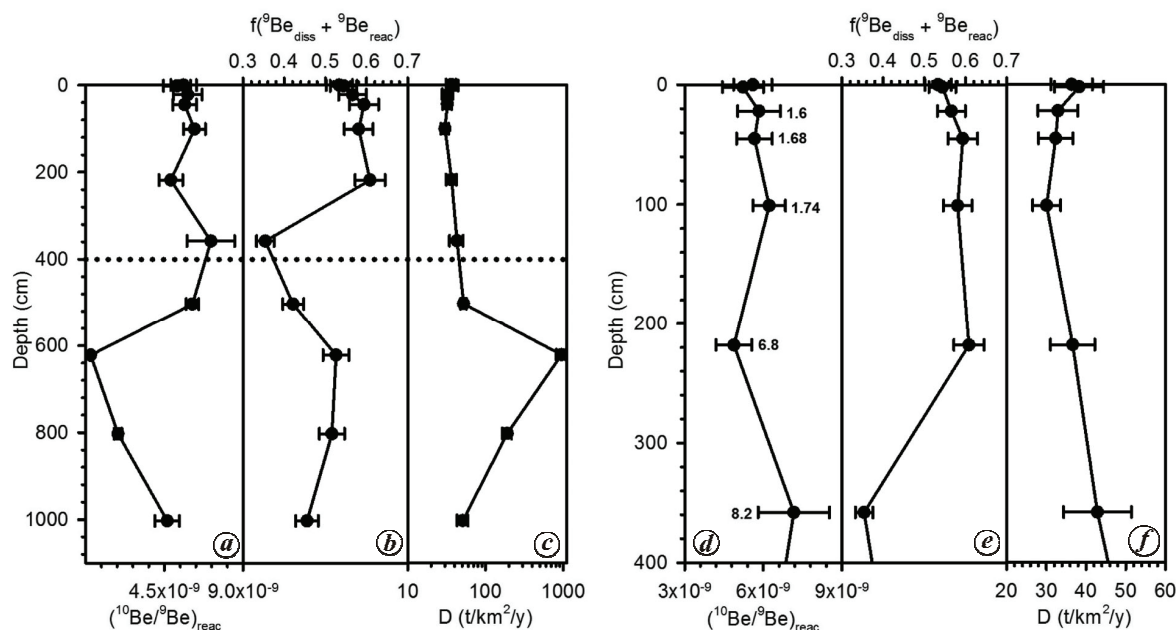 f(⁹Be_diss + ⁹Be_reac)
0.3 0.4 0.5 0.6 0.7
f(⁹Be_diss + ⁹Be_reac)
0.3 0.4 0.5 0.6 0.7
Depth (cm)
0
200
400
600
800
1000
a
b
c
4.5x10⁻⁹ 9.0x10⁻⁹
(¹⁰Be/⁹Be)_reac
10 100 1000
D (t/km²/y)
Depth (cm)
0
100
200
300
400
1.6
1.68
1.74
6.8
8.2
d
e
f
3x10⁻⁹ 6x10⁻⁹ 9x10⁻⁹
(¹⁰Be/⁹Be)_reac
20 30 40 50 60
D (t/km²/y)